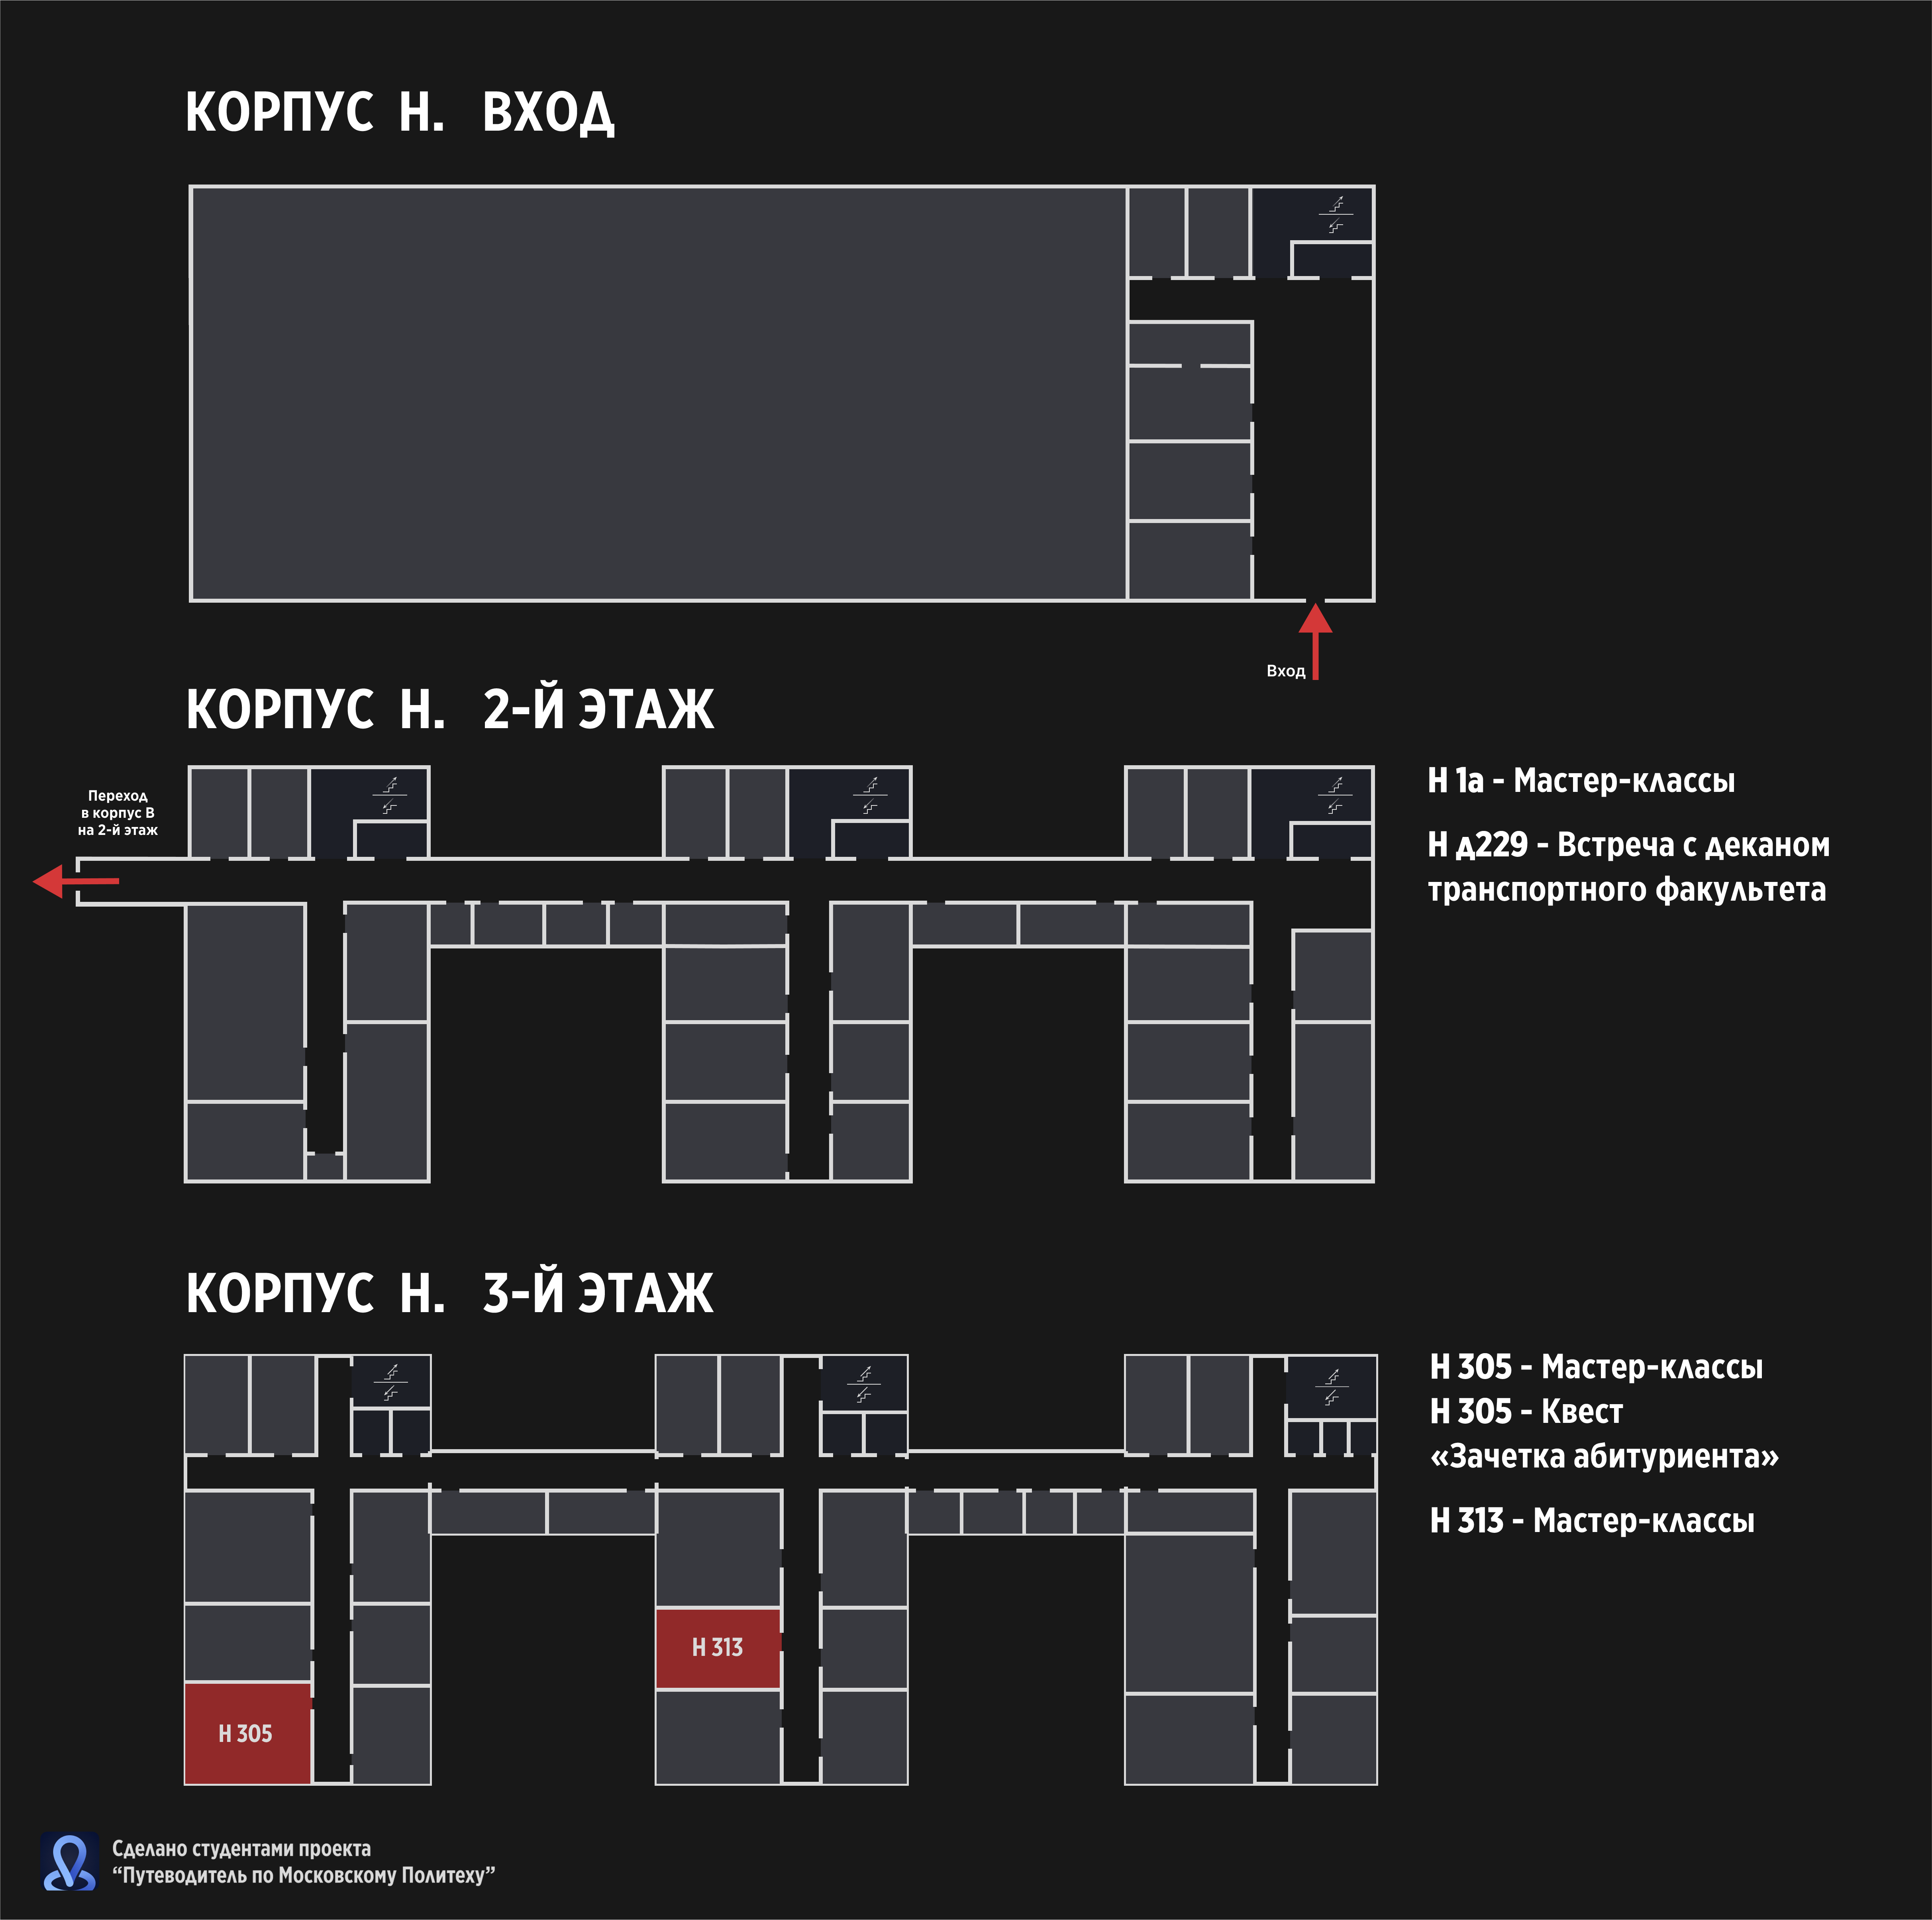 КОРПУС Н. ВХОД
Вход
КОРПУС Н. 2-Й ЭТАЖ
Переход
в корпус В
на 2-й этаж
Н 1а - Мастер-классы
Н д229 - Встреча с деканом
транспортного факультета
КОРПУС Н. 3-Й ЭТАЖ
Н 305 - Мастер-классы
Н 305 - Квест
«Зачетка абитуриента»
Н 313 - Мастер-классы
Н 313
Н 305
Сделано студентами проекта
“Путеводитель по Московскому Политеху”